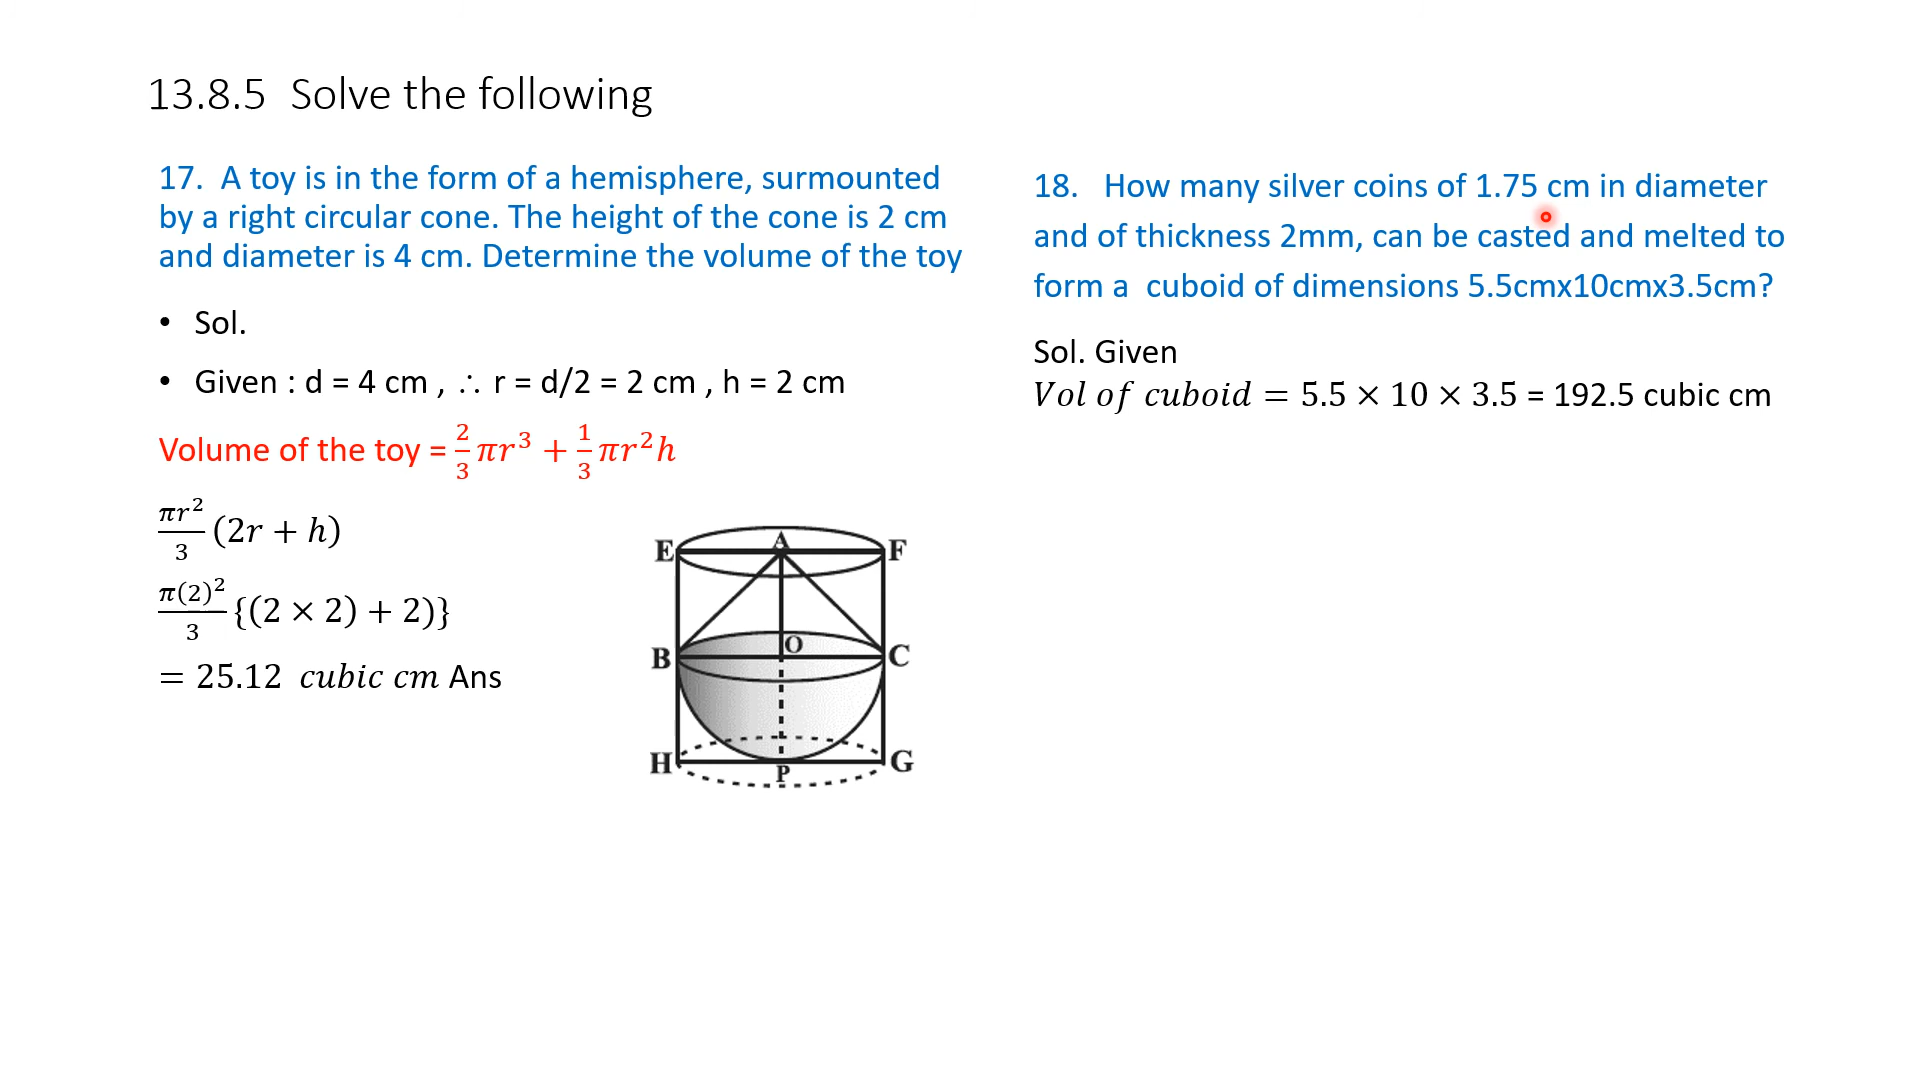 13.8.5 Solve the following
17. A toy is in the form of a hemisphere, surmounted
by a right circular cone. The height of the cone is 2 cm
and diameter is 4 cm. Determine the volume of the toy
• Sol.
• Given : d = 4 cm , ∴ r = d/2 = 2 cm , h = 2 cm
Volume of the toy = 2/3 πr³ + 1/3 πr²h
πr²/3 (2r + h)
π(2)²/3 {(2 × 2) + 2)}
= 25.12 cubic cm Ans
E A F
B O C
H P G
18. How many silver coins of 1.75 cm in diameter
and of thickness 2mm, can be casted and melted to
form a cuboid of dimensions 5.5cmx10cmx3.5cm?
Sol. Given
Vol of cuboid = 5.5 × 10 × 3.5 = 192.5 cubic cm